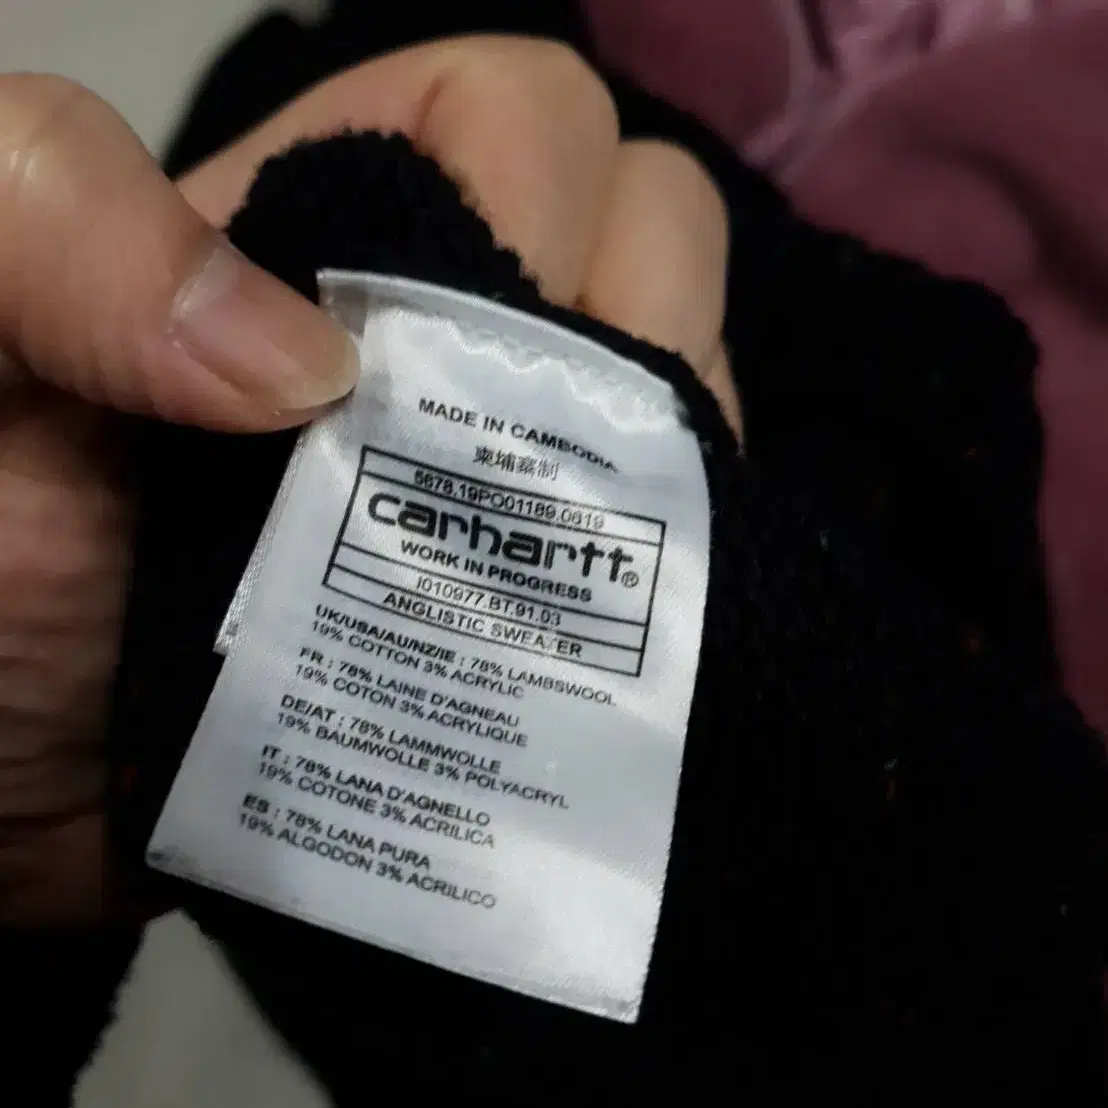 MADE IN CAMBODIA
柬埔寨制
5678.19PO01189.0619
carhartt®
WORK IN PROGRESS
I010977.BT.91.03
ANGLISTIC SWEATER
UK/USA/AU/NZ/IE : 78% LAMBSWOOL
19% COTTON 3% ACRYLIC
FR : 78% LAINE D'AGNEAU
19% COTON 3% ACRYLIQUE
DE/AT : 78% LAMMWOLLE
19% BAUMWOLLE 3% POLYACRYL
IT : 78% LANA D'AGNELLO
19% COTONE 3% ACRILICA
ES : 78% LANA PURA
19% ALGODON 3% ACRILICO